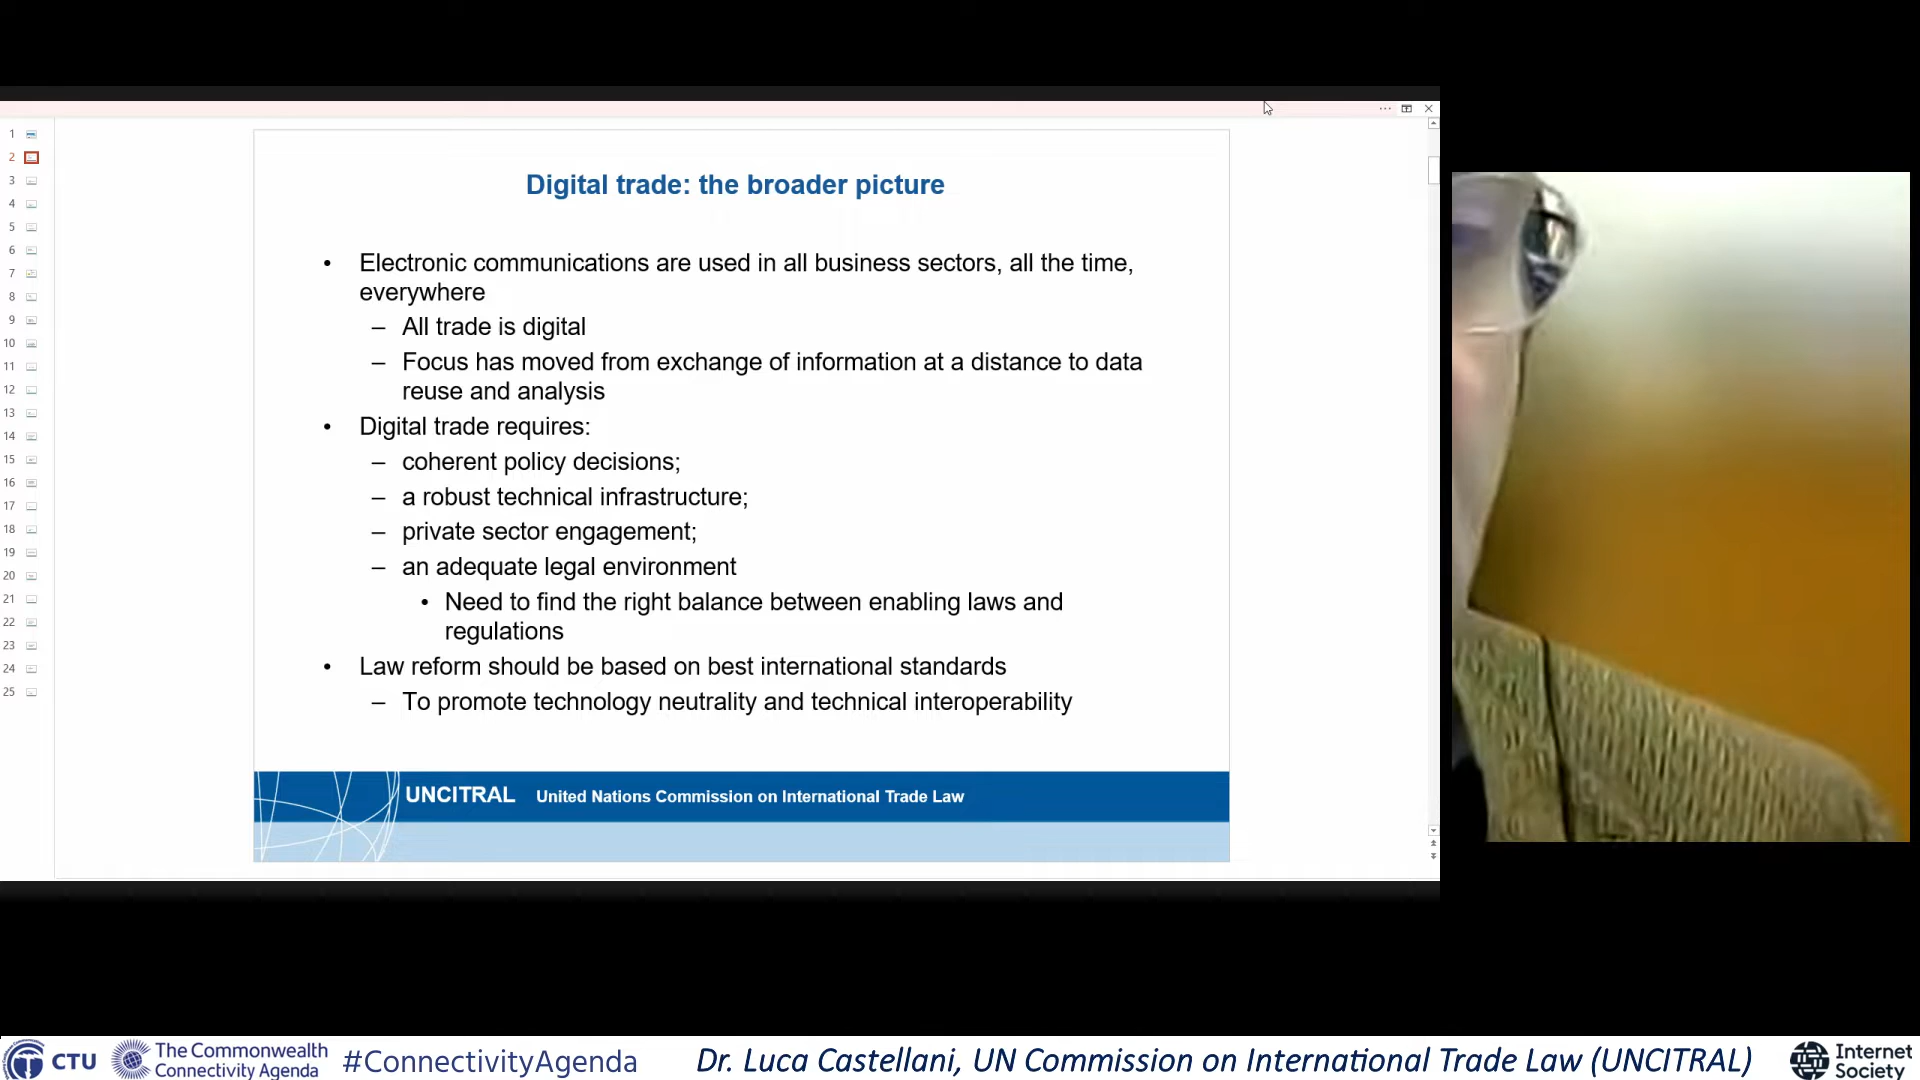 1
2
3
4
5
6
7
8
9
10
11
12
13
14
15
16
17
18
19
20
21
22
23
24
25
Digital trade: the broader picture
• Electronic communications are used in all business sectors, all the time,
everywhere
– All trade is digital
– Focus has moved from exchange of information at a distance to data
reuse and analysis
• Digital trade requires:
– coherent policy decisions;
– a robust technical infrastructure;
– private sector engagement;
– an adequate legal environment
• Need to find the right balance between enabling laws and
regulations
• Law reform should be based on best international standards
– To promote technology neutrality and technical interoperability
UNCITRAL United Nations Commission on International Trade Law
CTU
The Commonwealth
Connectivity Agenda
#ConnectivityAgenda
Dr. Luca Castellani, UN Commission on International Trade Law (UNCITRAL)
Internet
Society